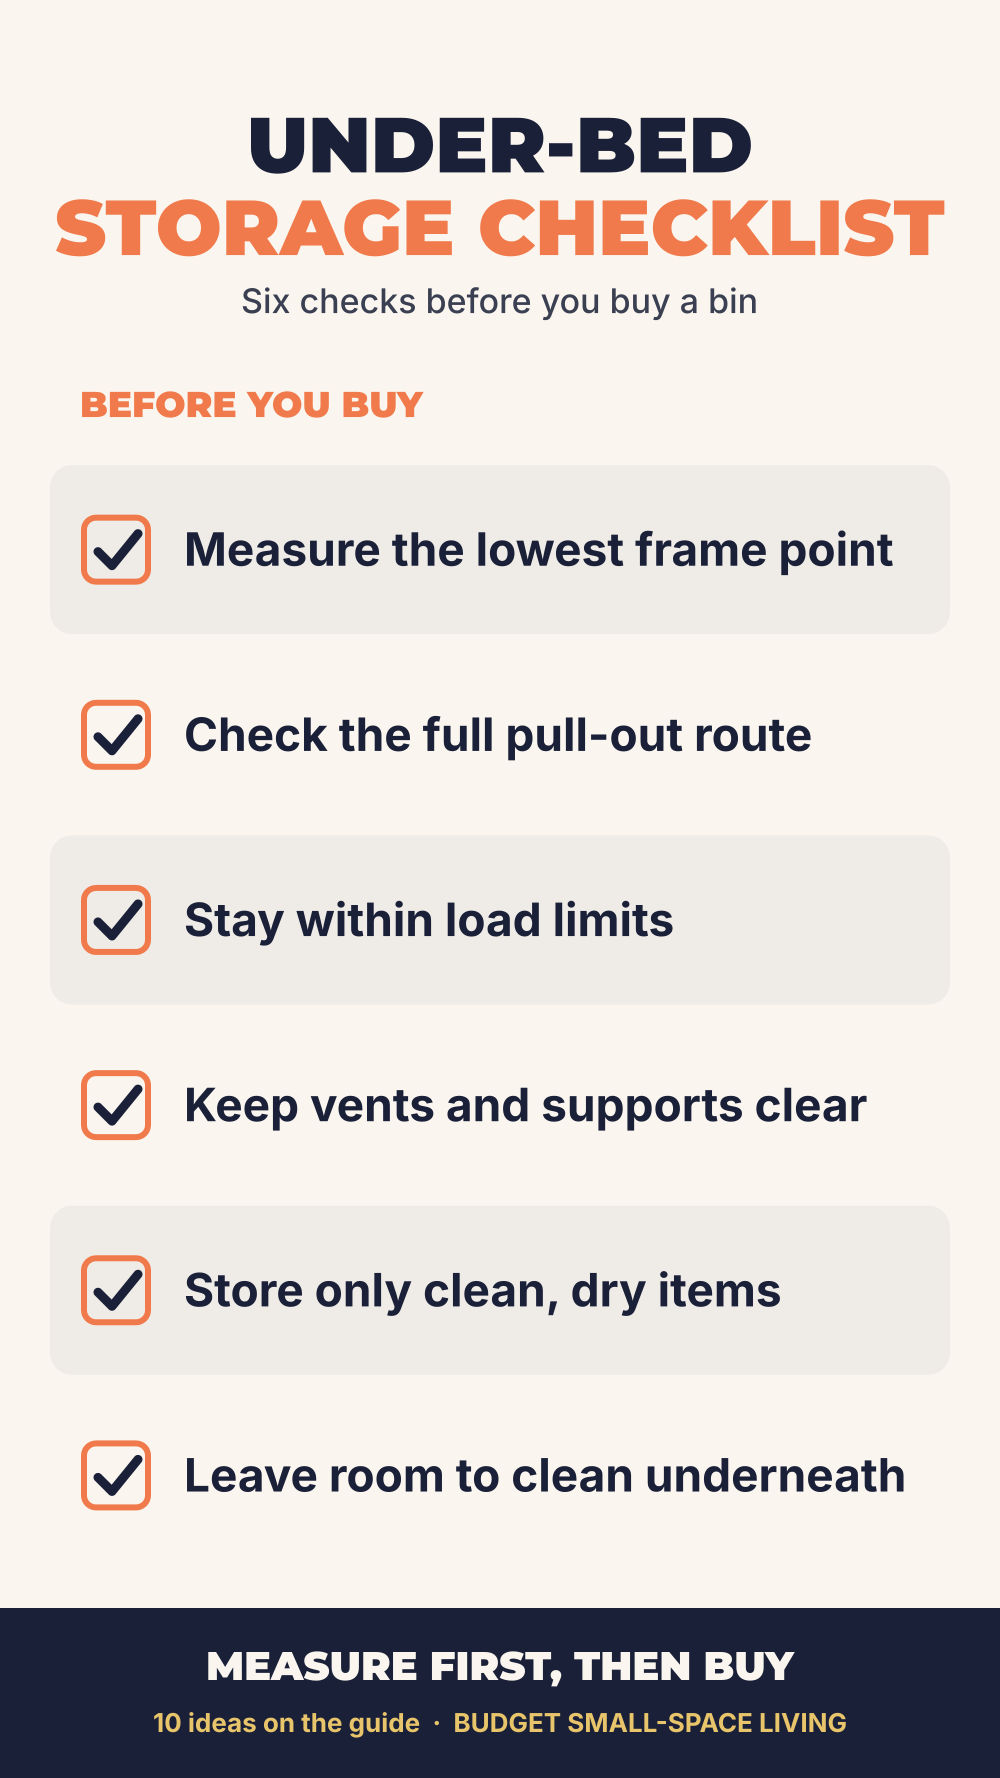 UNDER-BED
STORAGE CHECKLIST
Six checks before you buy a bin
BEFORE YOU BUY
Measure the lowest frame point
Check the full pull-out route
Stay within load limits
Keep vents and supports clear
Store only clean, dry items
Leave room to clean underneath
MEASURE FIRST, THEN BUY
10 ideas on the guide · BUDGET SMALL-SPACE LIVING